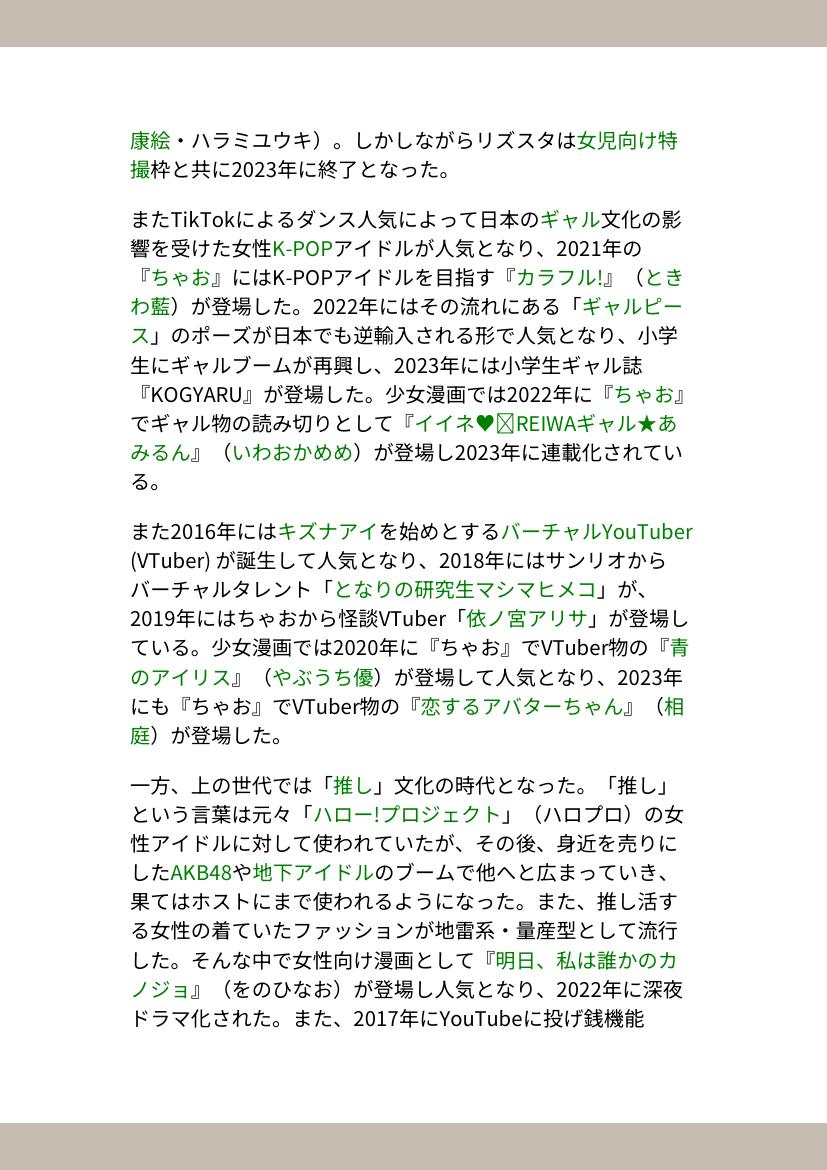 康絵・ハラミユウキ）。しかしながらリズスタは女児向け特
撮枠と共に2023年に終了となった。
またTikTokによるダンス人気によって日本のギャル文化の影
響を受けた女性K-POPアイドルが人気となり、2021年の
『ちゃお』にはK-POPアイドルを目指す『カラフル!』（とき
わ藍）が登場した。2022年にはその流れにある「ギャルピー
ス」のポーズが日本でも逆輸入される形で人気となり、小学
生にギャルブームが再興し、2023年には小学生ギャル誌
『KOGYARU』が登場した。少女漫画では2022年に『ちゃお』
でギャル物の読み切りとして『イイネ♥REIWAギャル★あ
みるん』（いわおかめめ）が登場し2023年に連載化されてい
る。
また2016年にはキズナアイを始めとするバーチャルYouTuber
(VTuber) が誕生して人気となり、2018年にはサンリオから
バーチャルタレント「となりの研究生マシマヒメコ」が、
2019年にはちゃおから怪談VTuber「依ノ宮アリサ」が登場し
ている。少女漫画では2020年に『ちゃお』でVTuber物の『青
のアイリス』（やぶうち優）が登場して人気となり、2023年
にも『ちゃお』でVTuber物の『恋するアバターちゃん』（相
庭）が登場した。
一方、上の世代では「推し」文化の時代となった。「推し」
という言葉は元々「ハロー!プロジェクト」（ハロプロ）の女
性アイドルに対して使われていたが、その後、身近を売りに
したAKB48や地下アイドルのブームで他へと広まっていき、
果てはホストにまで使われるようになった。また、推し活す
る女性の着ていたファッションが地雷系・量産型として流行
した。そんな中で女性向け漫画として『明日、私は誰かのカ
ノジョ』（をのひなお）が登場し人気となり、2022年に深夜
ドラマ化された。また、2017年にYouTubeに投げ銭機能